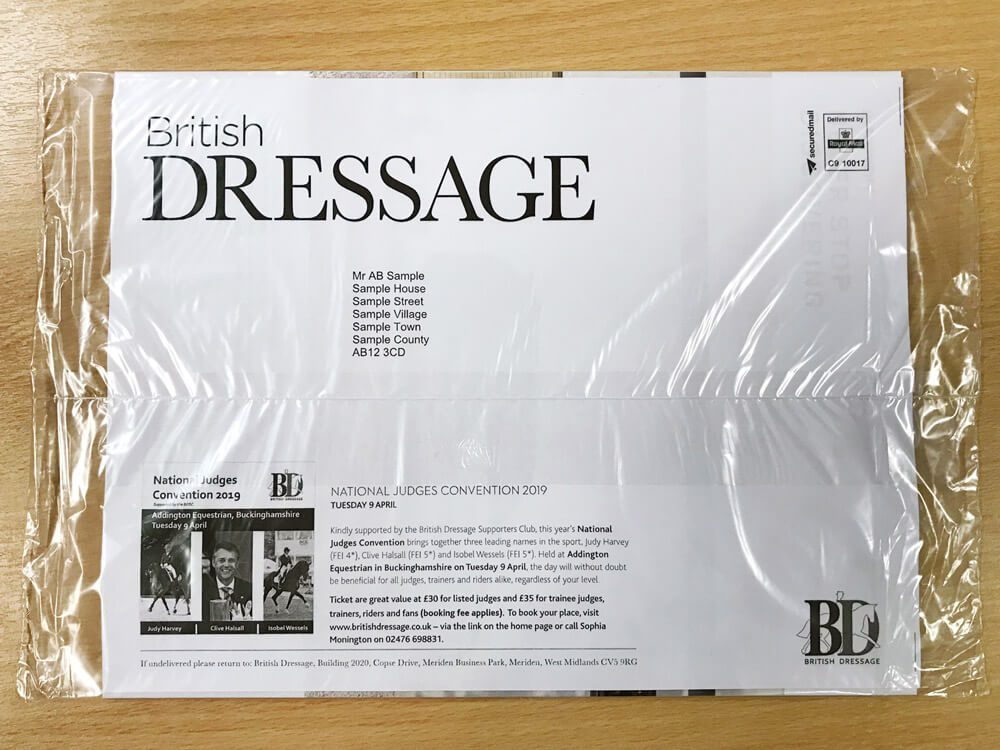 British
DRESSAGE
securedmail
Delivered by
Royal Mail
C9 10017
Mr AB Sample
Sample House
Sample Street
Sample Village
Sample Town
Sample County
AB12 3CD
National Judges
Convention 2019
BD
BRITISH DRESSAGE
Addington Equestrian, Buckinghamshire
Tuesday 9 April
Judy Harvey
Clive Halsall
Isobel Wessels
NATIONAL JUDGES CONVENTION 2019
TUESDAY 9 APRIL
Kindly supported by the British Dressage Supporters Club, this year's National
Judges Convention brings together three leading names in the sport, Judy Harvey
(FEI 4*), Clive Halsall (FEI 5*) and Isobel Wessels (FEI 5*). Held at Addington
Equestrian in Buckinghamshire on Tuesday 9 April, the day will without doubt
be beneficial for all judges, trainers and riders alike, regardless of your level.
Ticket are great value at £30 for listed judges and £35 for trainee judges,
trainers, riders and fans (booking fee applies). To book your place, visit
www.britishdressage.co.uk – via the link on the home page or call Sophia
Monington on 02476 698831.
BD
BRITISH DRESSAGE
If undelivered please return to: British Dressage, Building 2020, Copse Drive, Meriden Business Park, Meriden, West Midlands CV5 9RG